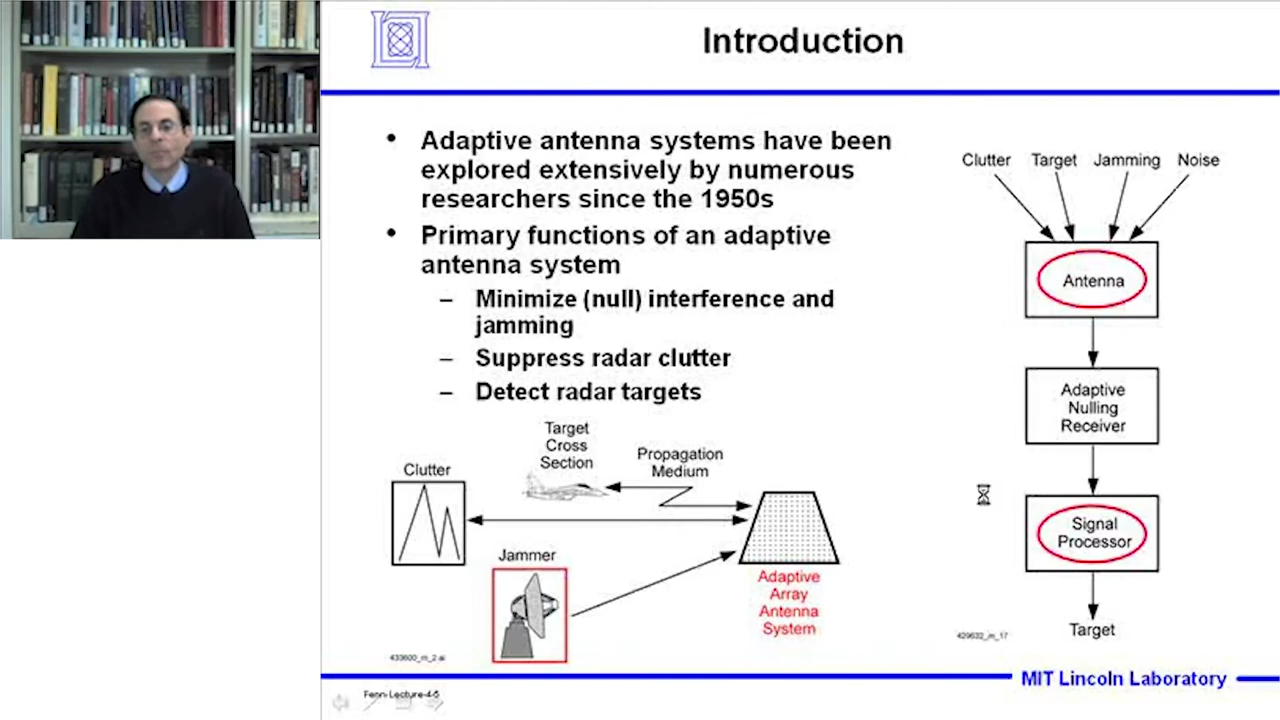 Introduction
Adaptive antenna systems have been
explored extensively by numerous
researchers since the 1950s
Primary functions of an adaptive
antenna system
– Minimize (null) interference and
jamming
– Suppress radar clutter
– Detect radar targets
Clutter
Target
Cross
Section
Propagation
Medium
Jammer
Adaptive
Array
Antenna
System
433600_m_2.ai
Clutter Target Jamming Noise
Antenna
Adaptive
Nulling
Receiver
Signal
Processor
Target
429632_m_17
MIT Lincoln Laboratory
Fenn-Lecture-4-5